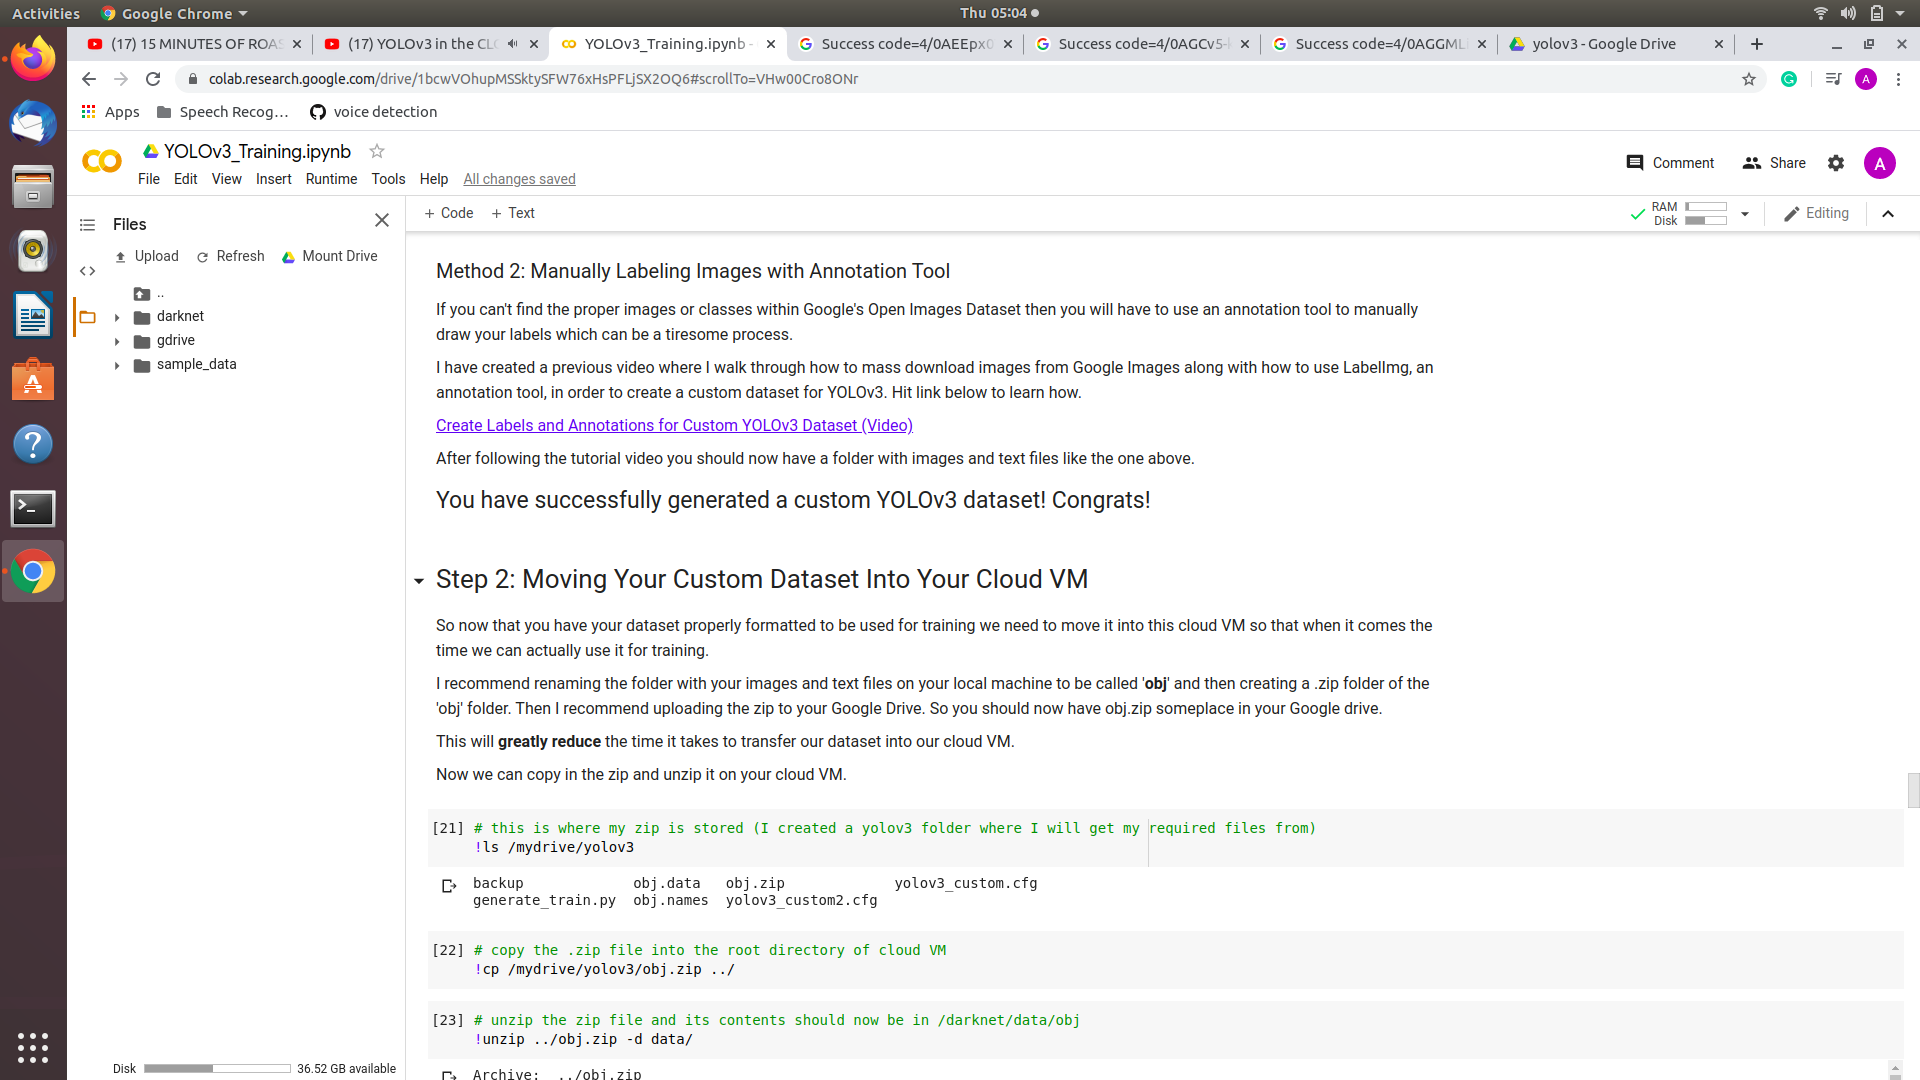 Activities
Google Chrome
Thu 05:04
(17) 15 MINUTES OF ROAS
(17) YOLOv3 in the CLO
YOLOv3_Training.ipynb -
Success code=4/0AEEpx0
Success code=4/0AGCv5-
Success code=4/0AGGML
yolov3 - Google Drive
colab.research.google.com/drive/1bcwVOhupMSSktySFW76xHsPFLjSX2OQ6#scrollTo=VHw00Cro8ONr
A
Apps
Speech Recog…
voice detection
YOLOv3_Training.ipynb
Comment
Share
A
File Edit View Insert Runtime Tools Help All changes saved
Files
+ Code + Text
RAM
Disk
Editing
Upload Refresh Mount Drive
..
darknet
gdrive
sample_data
Disk 36.52 GB available
Method 2: Manually Labeling Images with Annotation Tool
If you can't find the proper images or classes within Google's Open Images Dataset then you will have to use an annotation tool to manually
draw your labels which can be a tiresome process.
I have created a previous video where I walk through how to mass download images from Google Images along with how to use LabelImg, an
annotation tool, in order to create a custom dataset for YOLOv3. Hit link below to learn how.
Create Labels and Annotations for Custom YOLOv3 Dataset (Video)
After following the tutorial video you should now have a folder with images and text files like the one above.
You have successfully generated a custom YOLOv3 dataset! Congrats!
Step 2: Moving Your Custom Dataset Into Your Cloud VM
So now that you have your dataset properly formatted to be used for training we need to move it into this cloud VM so that when it comes the
time we can actually use it for training.
I recommend renaming the folder with your images and text files on your local machine to be called 'obj' and then creating a .zip folder of the
'obj' folder. Then I recommend uploading the zip to your Google Drive. So you should now have obj.zip someplace in your Google drive.
This will greatly reduce the time it takes to transfer our dataset into our cloud VM.
Now we can copy in the zip and unzip it on your cloud VM.
[21] # this is where my zip is stored (I created a yolov3 folder where I will get my required files from)
!ls /mydrive/yolov3
backup obj.data obj.zip yolov3_custom.cfg
generate_train.py obj.names yolov3_custom2.cfg
[22] # copy the .zip file into the root directory of cloud VM
!cp /mydrive/yolov3/obj.zip ../
[23] # unzip the zip file and its contents should now be in /darknet/data/obj
!unzip ../obj.zip -d data/
Archive: ../obj.zip